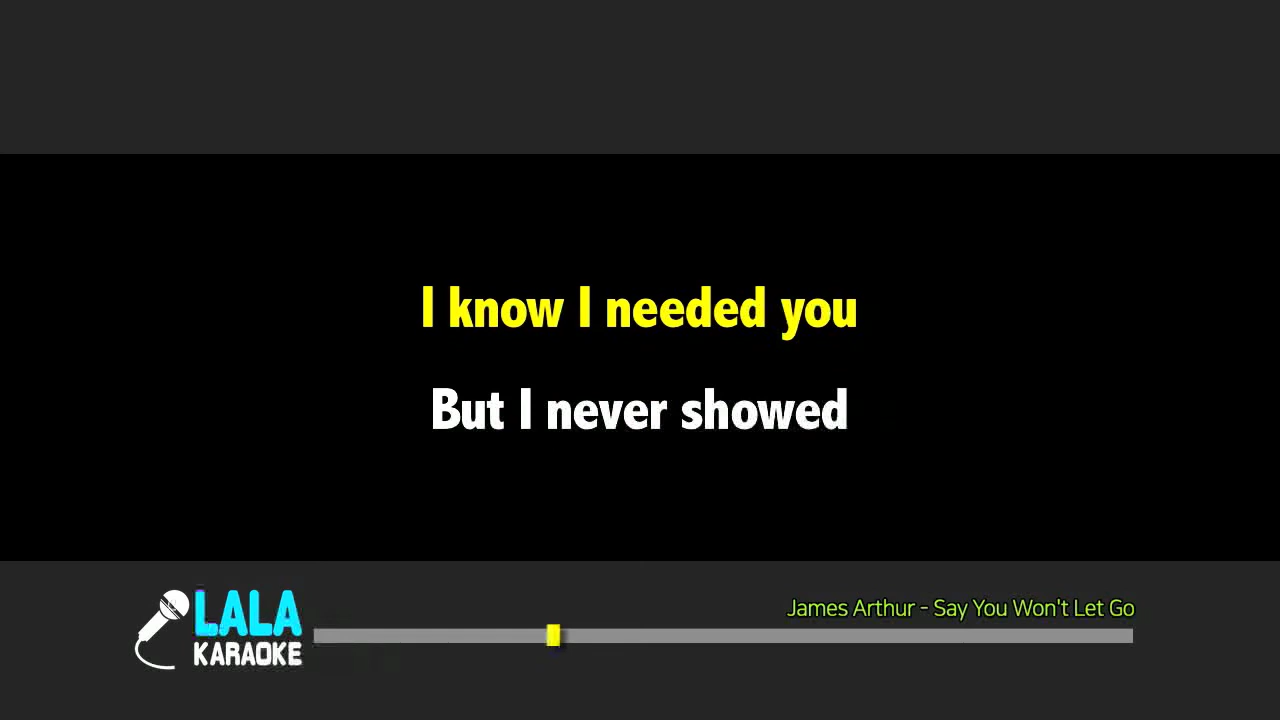 I know I needed you
But I never showed
James Arthur - Say You Won't Let Go
LALA
KARAOKE